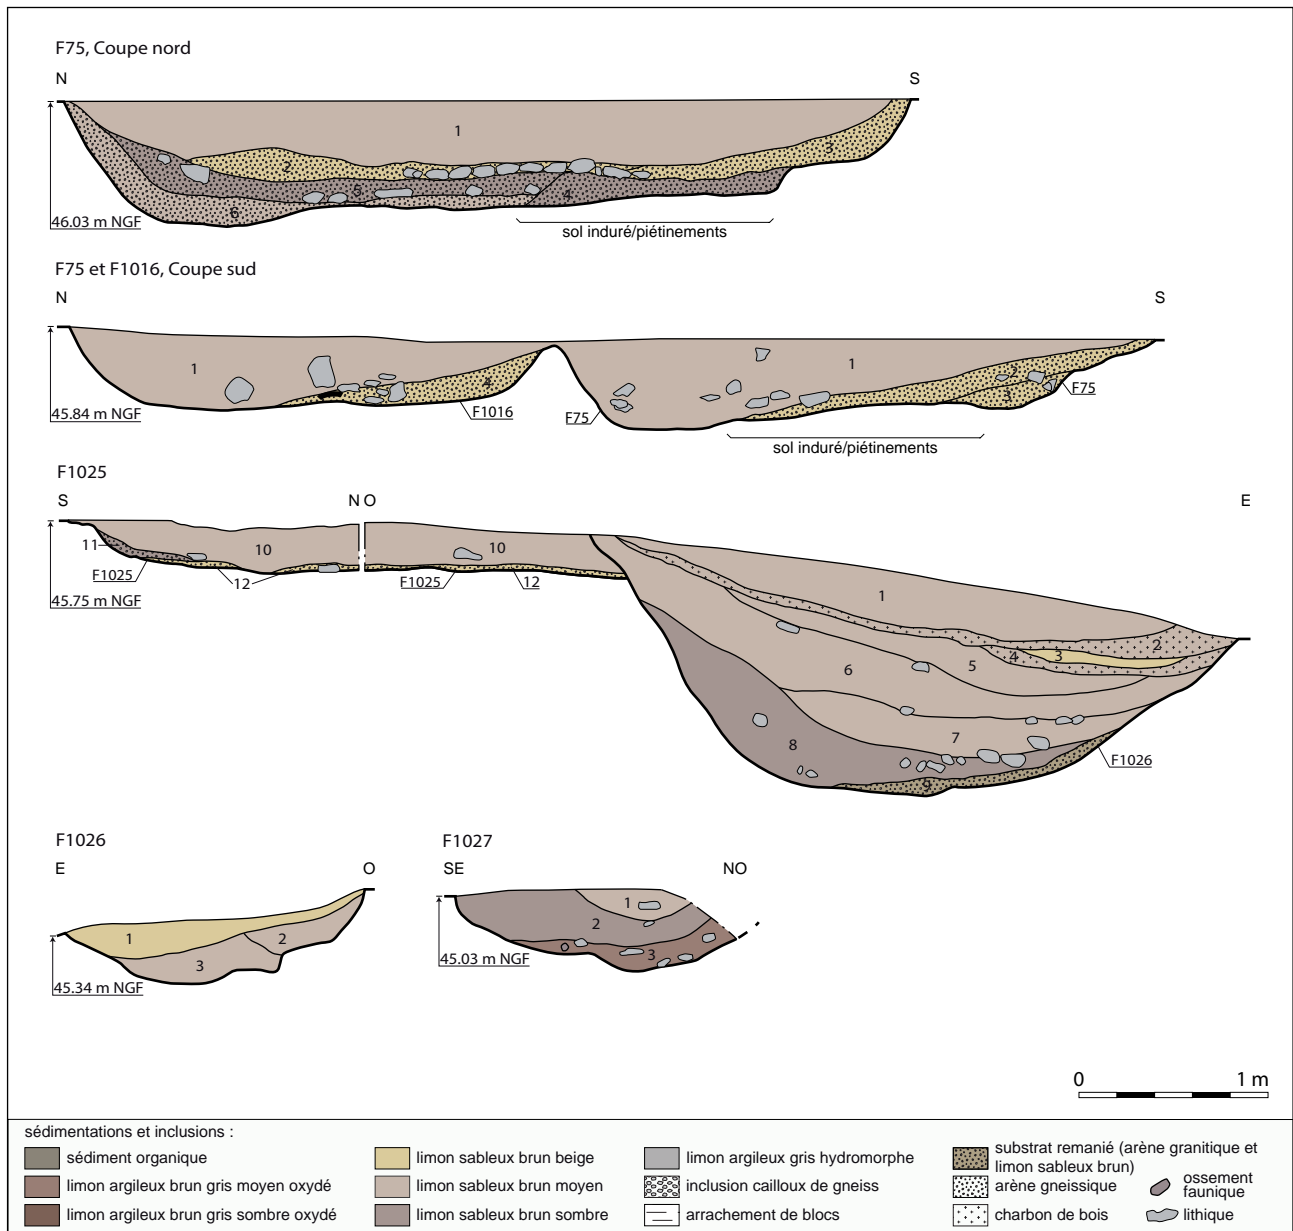 F75, Coupe nord
N S
1
2 3
5 4
6
46.03 m NGF
sol induré/piétinements
F75 et F1016, Coupe sud
N S
1 1
4 2
3
45.84 m NGF
F1016 F75 F75
sol induré/piétinements
F1025
S N O E
11 10 10
F1025 12 F1025 12
45.75 m NGF
1
2
3
4
5
6
7
8
9
F1026
F1026
E O
1 2
3
45.34 m NGF
F1027
SE NO
1
2
3
45.03 m NGF
0 1 m
sédimentations et inclusions :
sédiment organique
limon argileux brun gris moyen oxydé
limon argileux brun gris sombre oxydé
limon sableux brun beige
limon sableux brun moyen
limon sableux brun sombre
limon argileux gris hydromorphe
inclusion cailloux de gneiss
arrachement de blocs
substrat remanié (arène granitique et
limon sableux brun)
arène gneissique
charbon de bois
ossement
faunique
lithique